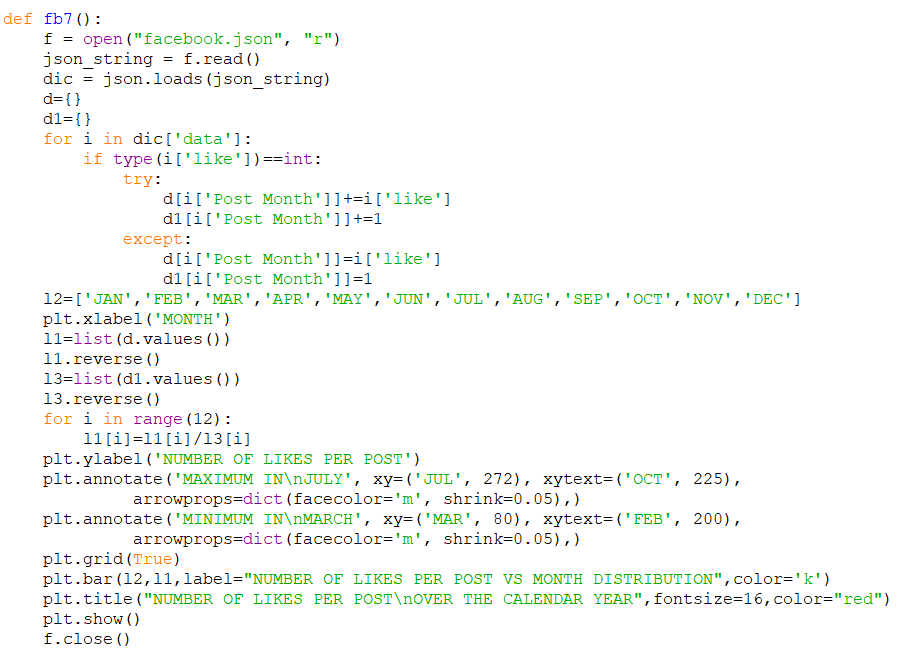 def fb7():
    f = open("facebook.json", "r")
    json_string = f.read()
    dic = json.loads(json_string)
    d={}
    d1={}
    for i in dic['data']:
        if type(i['like'])==int:
            try:
                d[i['Post Month']]+=i['like']
                d1[i['Post Month']]+=1
            except:
                d[i['Post Month']]=i['like']
                d1[i['Post Month']]=1
    l2=['JAN','FEB','MAR','APR','MAY','JUN','JUL','AUG','SEP','OCT','NOV','DEC']
    plt.xlabel('MONTH')
    l1=list(d.values())
    l1.reverse()
    l3=list(d1.values())
    l3.reverse()
    for i in range(12):
        l1[i]=l1[i]/l3[i]
    plt.ylabel('NUMBER OF LIKES PER POST')
    plt.annotate('MAXIMUM IN\nJULY', xy=('JUL', 272), xytext=('OCT', 225),
             arrowprops=dict(facecolor='m', shrink=0.05),)
    plt.annotate('MINIMUM IN\nMARCH', xy=('MAR', 80), xytext=('FEB', 200),
             arrowprops=dict(facecolor='m', shrink=0.05),)
    plt.grid(True)
    plt.bar(l2,l1,label="NUMBER OF LIKES PER POST VS MONTH DISTRIBUTION",color='k')
    plt.title("NUMBER OF LIKES PER POST\nOVER THE CALENDAR YEAR",fontsize=16,color="red")
    plt.show()
    f.close()